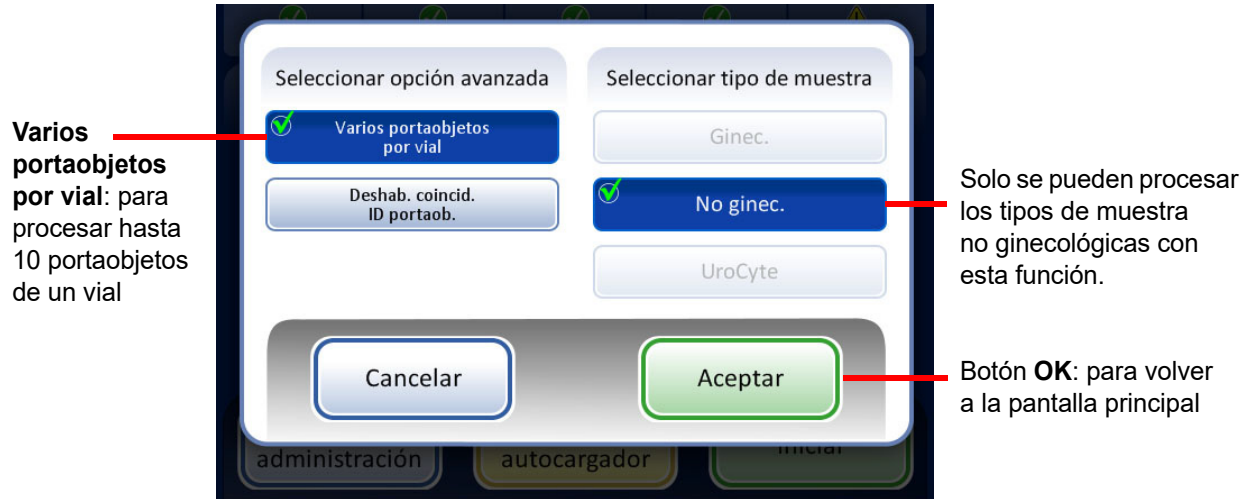 Seleccionar opción avanzada
Seleccionar tipo de muestra
Varios portaobjetos
por vial
Deshab. coincid.
ID portaob.
Ginec.
No ginec.
UroCyte
Cancelar
Aceptar
administración
autocargador
iniciar
Varios
portaobjetos
por vial: para
procesar hasta
10 portaobjetos
de un vial
Solo se pueden procesar
los tipos de muestra
no ginecológicas con
esta función.
Botón OK: para volver
a la pantalla principal